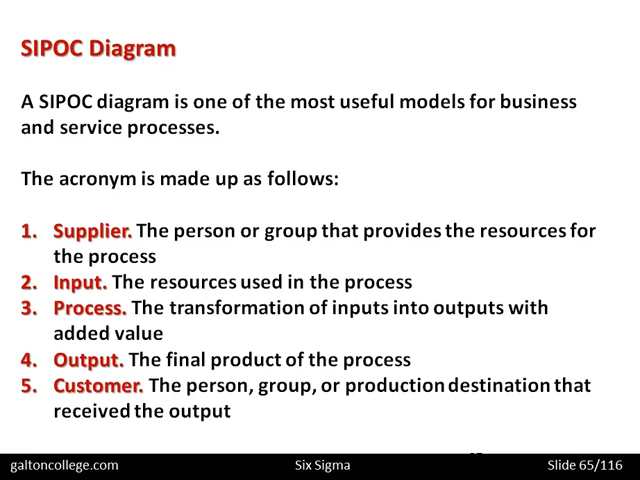 SIPOC Diagram
A SIPOC diagram is one of the most useful models for business
and service processes.
The acronym is made up as follows:
1. Supplier. The person or group that provides the resources for
the process
2. Input. The resources used in the process
3. Process. The transformation of inputs into outputs with
added value
4. Output. The final product of the process
5. Customer. The person, group, or production destination that
received the output
galtoncollege.com Six Sigma Slide 65/116